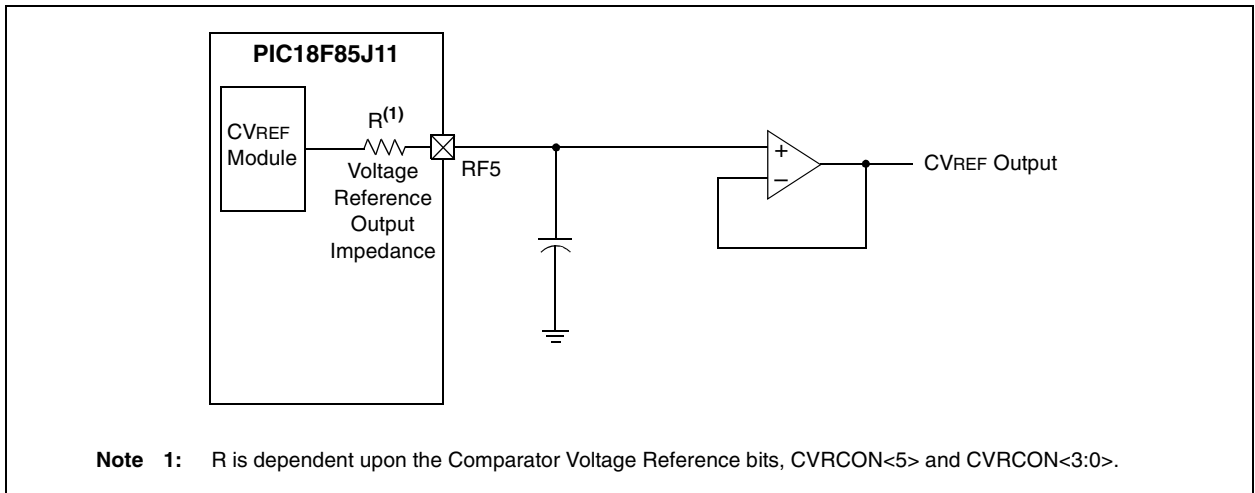 PIC18F85J11
CVREF
Module
R(1)
Voltage
Reference
Output
Impedance
RF5
+
–
CVREF Output
Note 1: R is dependent upon the Comparator Voltage Reference bits, CVRCON<5> and CVRCON<3:0>.